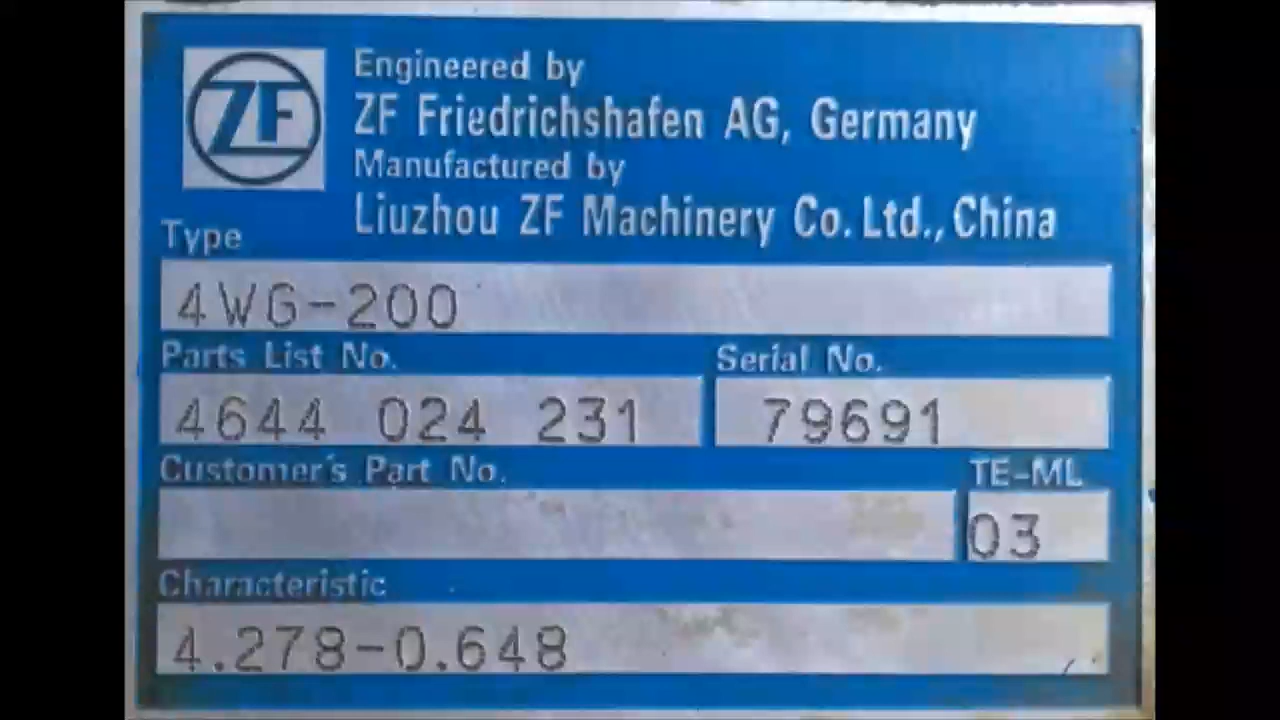 ZF
Engineered by
ZF Friedrichshafen AG, Germany
Manufactured by
Liuzhou ZF Machinery Co. Ltd., China
Type
4WG-200
Parts List No. Serial No.
4644 024 231 79691
Customer's Part No. TE-ML
03
Characteristic
4.278-0.648